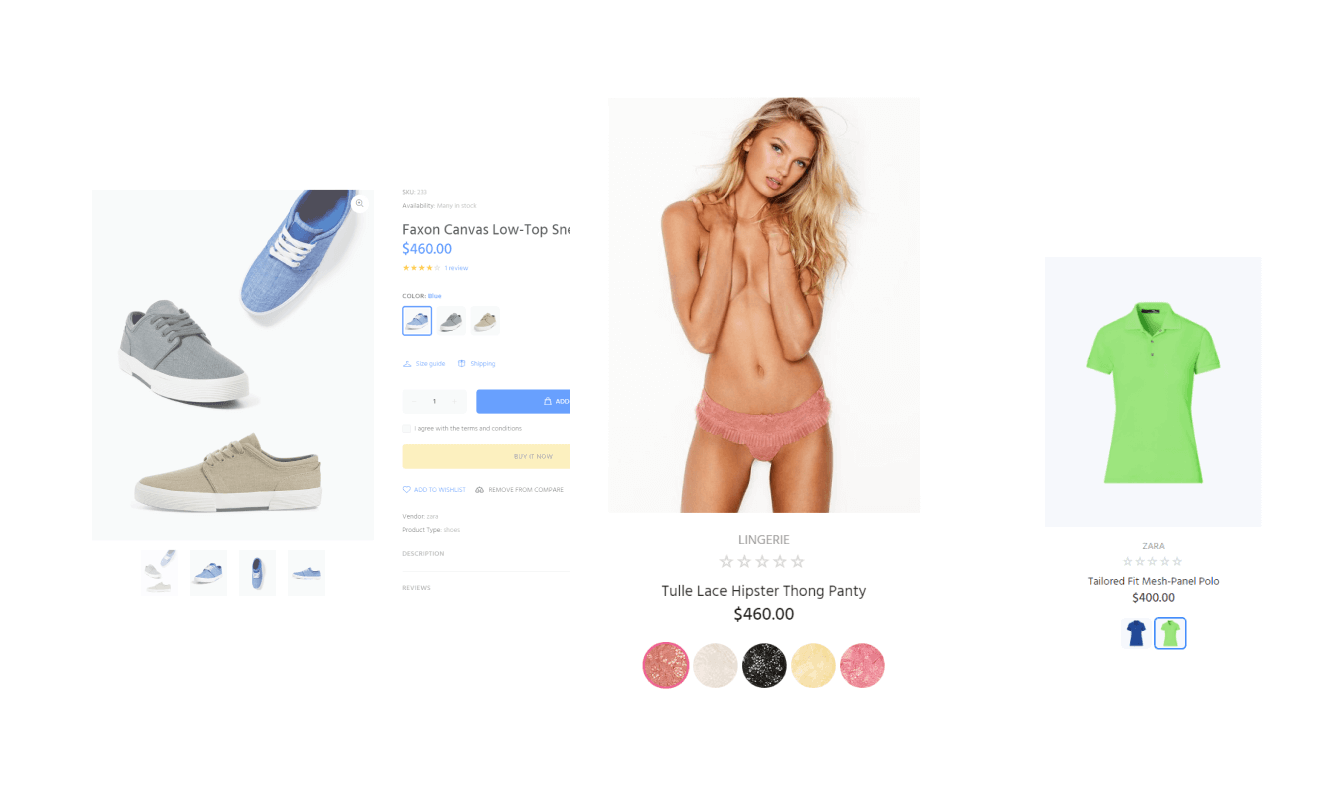 SKU: 233
Availability: Many in stock
Faxon Canvas Low-Top Sne
$460.00
1 review
COLOR: Blue
Size guide
Shipping
1
ADD
I agree with the terms and conditions
BUY IT NOW
ADD TO WISHLIST
REMOVE FROM COMPARE
Vendor: zara
Product Type: shoes
DESCRIPTION
REVIEWS
LINGERIE
Tulle Lace Hipster Thong Panty
$460.00
ZARA
Tailored Fit Mesh-Panel Polo
$400.00